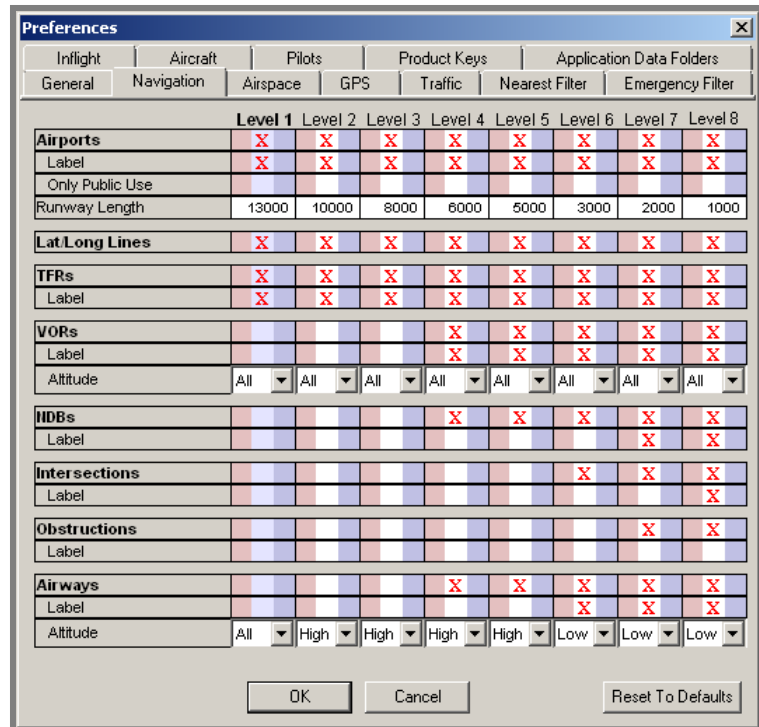 Preferences
Inflight Aircraft Pilots Product Keys Application Data Folders
General Navigation Airspace GPS Traffic Nearest Filter Emergency Filter
Level 1 Level 2 Level 3 Level 4 Level 5 Level 6 Level 7 Level 8
Airports X X X X X X X X
Label X X X X X X X X
Only Public Use
Runway Length 13000 10000 8000 6000 5000 3000 2000 1000
Lat/Long Lines X X X X X X X X
TFRs X X X X X X X X
Label X X X X X X X X
VORs X X X X X
Label X X X X X
Altitude All All All All All All All All
NDBs X X X X X
Label X X
Intersections X X X
Label X
Obstructions X X
Label
Airways X X X X X
Label X X X
Altitude All High High High High Low Low Low
OK Cancel Reset To Defaults